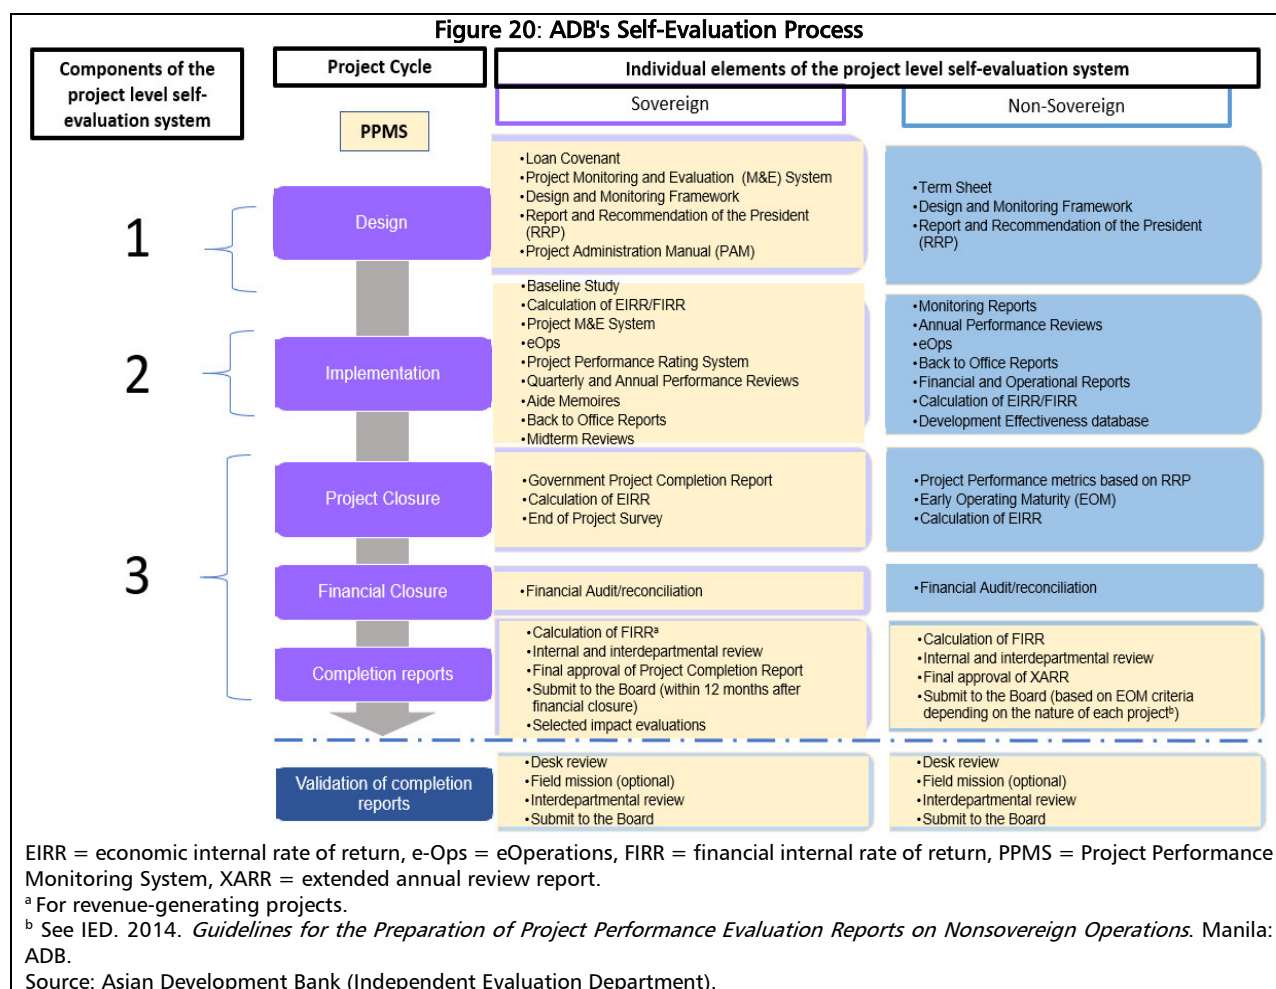 Figure 20: ADB's Self-Evaluation Process
Components of the
project level self-
evaluation system
Project Cycle
Individual elements of the project level self-evaluation system
Sovereign
Non-Sovereign
PPMS
1
Design
•Loan Covenant
•Project Monitoring and Evaluation (M&E) System
•Design and Monitoring Framework
•Report and Recommendation of the President
(RRP)
•Project Administration Manual (PAM)
•Term Sheet
•Design and Monitoring Framework
•Report and Recommendation of the President
(RRP)
2
Implementation
•Baseline Study
•Calculation of EIRR/FIRR
•Project M&E System
•eOps
•Project Performance Rating System
•Quarterly and Annual Performance Reviews
•Aide Memoires
•Back to Office Reports
•Midterm Reviews
•Monitoring Reports
•Annual Performance Reviews
•eOps
•Back to Office Reports
•Financial and Operational Reports
•Calculation of EIRR/FIRR
•Development Effectiveness database
3
Project Closure
•Government Project Completion Report
•Calculation of EIRR
•End of Project Survey
•Project Performance metrics based on RRP
•Early Operating Maturity (EOM)
•Calculation of EIRR
Financial Closure
•Financial Audit/reconciliation
•Financial Audit/reconciliation
Completion reports
•Calculation of FIRRᵃ
•Internal and interdepartmental review
•Final approval of Project Completion Report
•Submit to the Board (within 12 months after
financial closure)
•Selected impact evaluations
•Calculation of FIRR
•Internal and interdepartmental review
•Final approval of XARR
•Submit to the Board (based on EOM criteria
depending on the nature of each projectᵇ)
Validation of completion
reports
•Desk review
•Field mission (optional)
•Interdepartmental review
•Submit to the Board
•Desk review
•Field mission (optional)
•Interdepartmental review
•Submit to the Board
EIRR = economic internal rate of return, e-Ops = eOperations, FIRR = financial internal rate of return, PPMS = Project Performance
Monitoring System, XARR = extended annual review report.
ᵃ For revenue-generating projects.
ᵇ See IED. 2014. Guidelines for the Preparation of Project Performance Evaluation Reports on Nonsovereign Operations. Manila:
ADB.
Source: Asian Development Bank (Independent Evaluation Department).